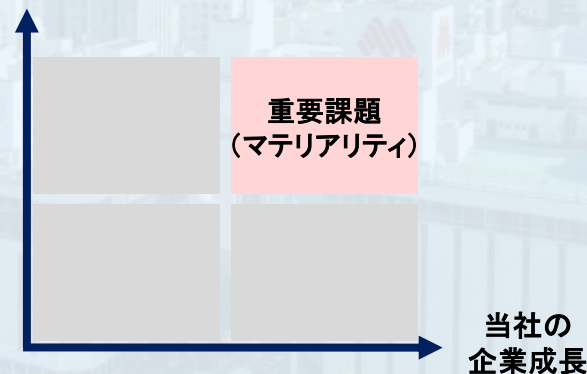 重要課題
（マテリアリティ）
当社の
企業成長